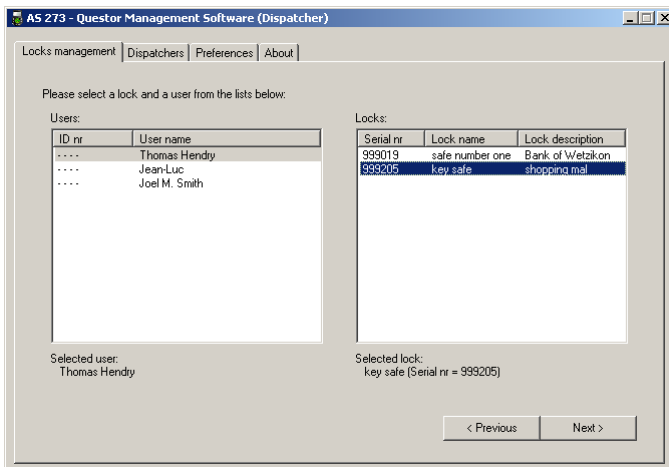 AS 273 - Questor Management Software (Dispatcher)
Locks management Dispatchers Preferences About
Please select a lock and a user from the lists below:
Users: Locks:
ID nr User name Serial nr Lock name Lock description
---- Thomas Hendry 999019 safe number one Bank of Wetzikon
---- Jean-Luc 999205 key safe shopping mal
---- Joel M. Smith
Selected user: Selected lock:
Thomas Hendry key safe (Serial nr = 999205)
< Previous Next >